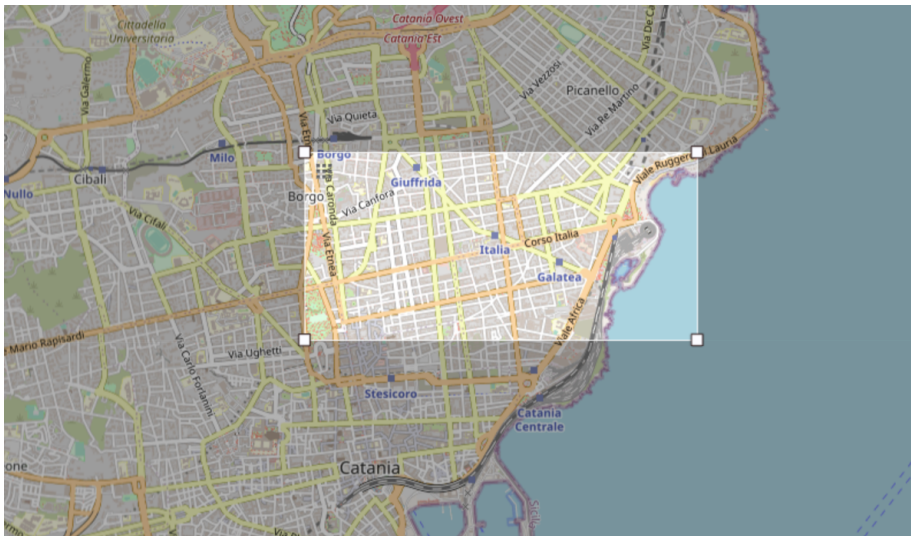 Cittadella
Universitaria
Catania Ovest
Catania Est
Via De Ca
Via Galermo
Via Vezzosi
Picanello
Via Re Martino
Via Quieta
Via Etn
Milo
Borgo
Viale Ruggero di Lauria
Nullo
Cibali
Giuffrida
Borgo
Via Caronda
Via Canfora
Via Cifali
Via Etnea
Italia
Corso Italia
Galatea
Viale Africa
Mario Rapisardi
Via Ughetti
Via Carlo Forlanini
Stesicoro
Catania
Centrale
Catania
one
Sicil